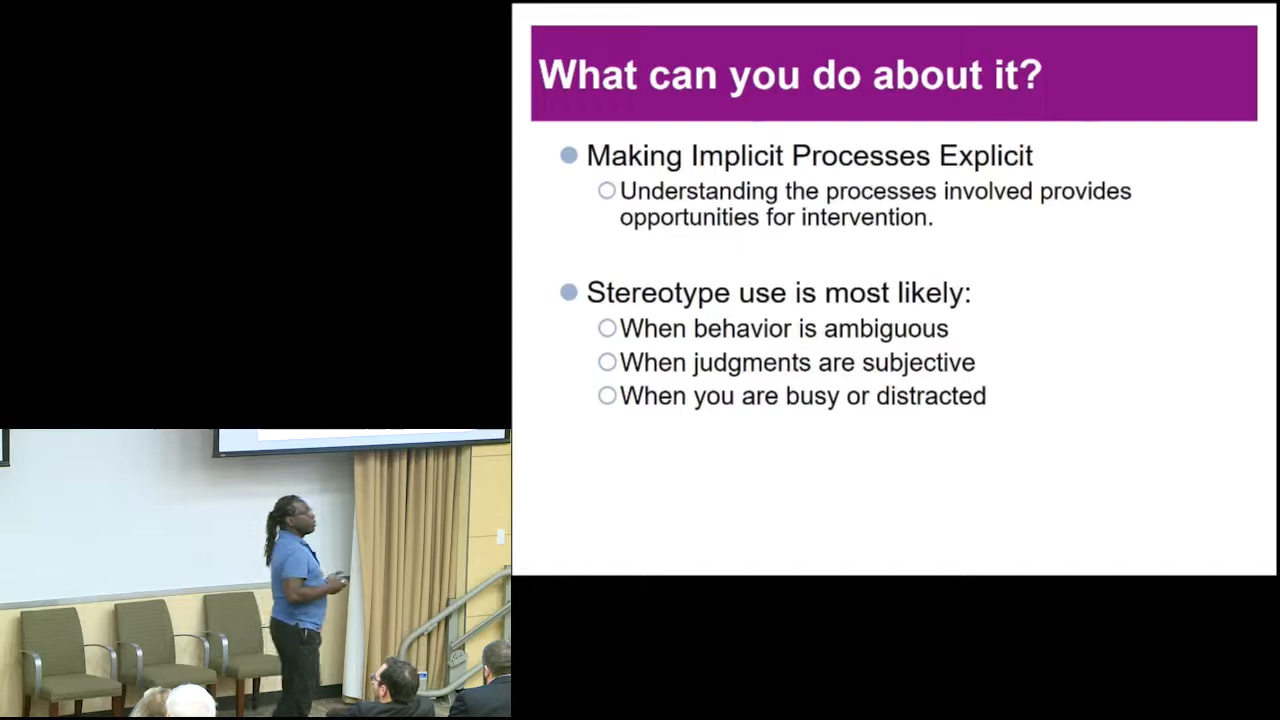 What can you do about it?
Making Implicit Processes Explicit
Understanding the processes involved provides
opportunities for intervention.
Stereotype use is most likely:
When behavior is ambiguous
When judgments are subjective
When you are busy or distracted